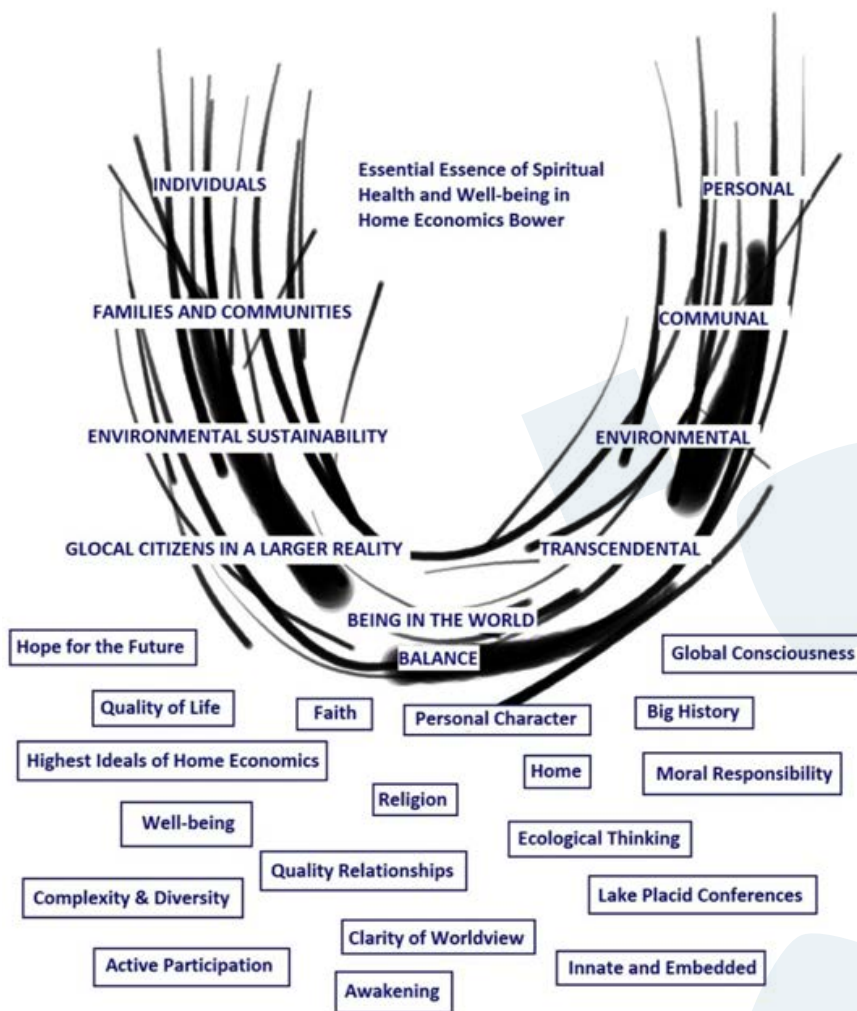 INDIVIDUALS
Essential Essence of Spiritual
Health and Well-being in
Home Economics Bower
PERSONAL
FAMILIES AND COMMUNITIES
COMMUNAL
ENVIRONMENTAL SUSTAINABILITY
ENVIRONMENTAL
GLOCAL CITIZENS IN A LARGER REALITY
TRANSCENDENTAL
BEING IN THE WORLD
BALANCE
Hope for the Future
Global Consciousness
Quality of Life
Faith
Personal Character
Big History
Highest Ideals of Home Economics
Home
Moral Responsibility
Religion
Well-being
Ecological Thinking
Quality Relationships
Complexity & Diversity
Lake Placid Conferences
Clarity of Worldview
Active Participation
Innate and Embedded
Awakening